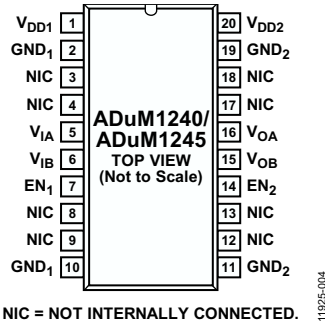 VDD1 1 20 VDD2
GND1 2 19 GND2
NIC 3 18 NIC
NIC 4 17 NIC
VIA 5 16 VOA
VIB 6 15 VOB
EN1 7 14 EN2
NIC 8 13 NIC
NIC 9 12 NIC
GND1 10 11 GND2
ADuM1240/
ADuM1245
TOP VIEW
(Not to Scale)
NIC = NOT INTERNALLY CONNECTED.
11925-004